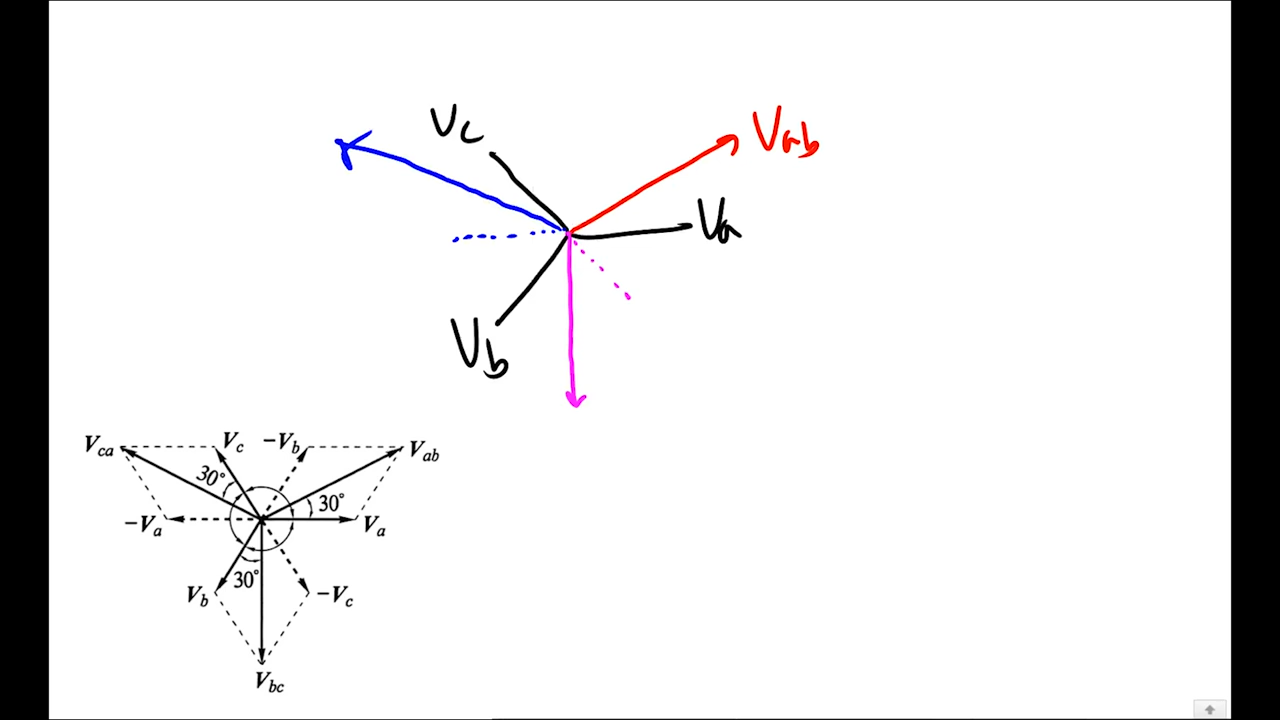 Vc
Vab
Va
Vb
Vca Vc -Vb Vab
30° 30°
-Va Va
30°
Vb -Vc
Vbc